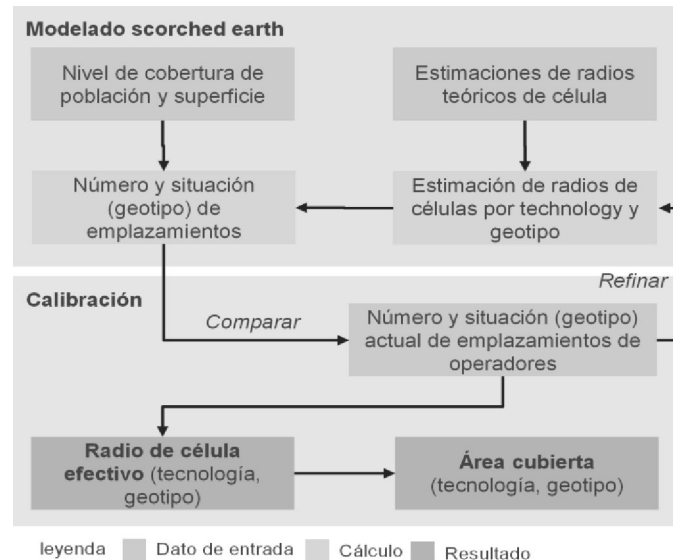 Modelado scorched earth
Nivel de cobertura de
población y superficie
Estimaciones de radios
teóricos de célula
Número y situación
(geotipo) de
emplazamientos
Estimación de radios de
células por technology y
geotipo
Refinar
Calibración
Comparar
Número y situación (geotipo)
actual de emplazamientos de
operadores
Radio de célula
efectivo (tecnología,
geotipo)
Área cubierta
(tecnología, geotipo)
leyenda Dato de entrada Cálculo Resultado